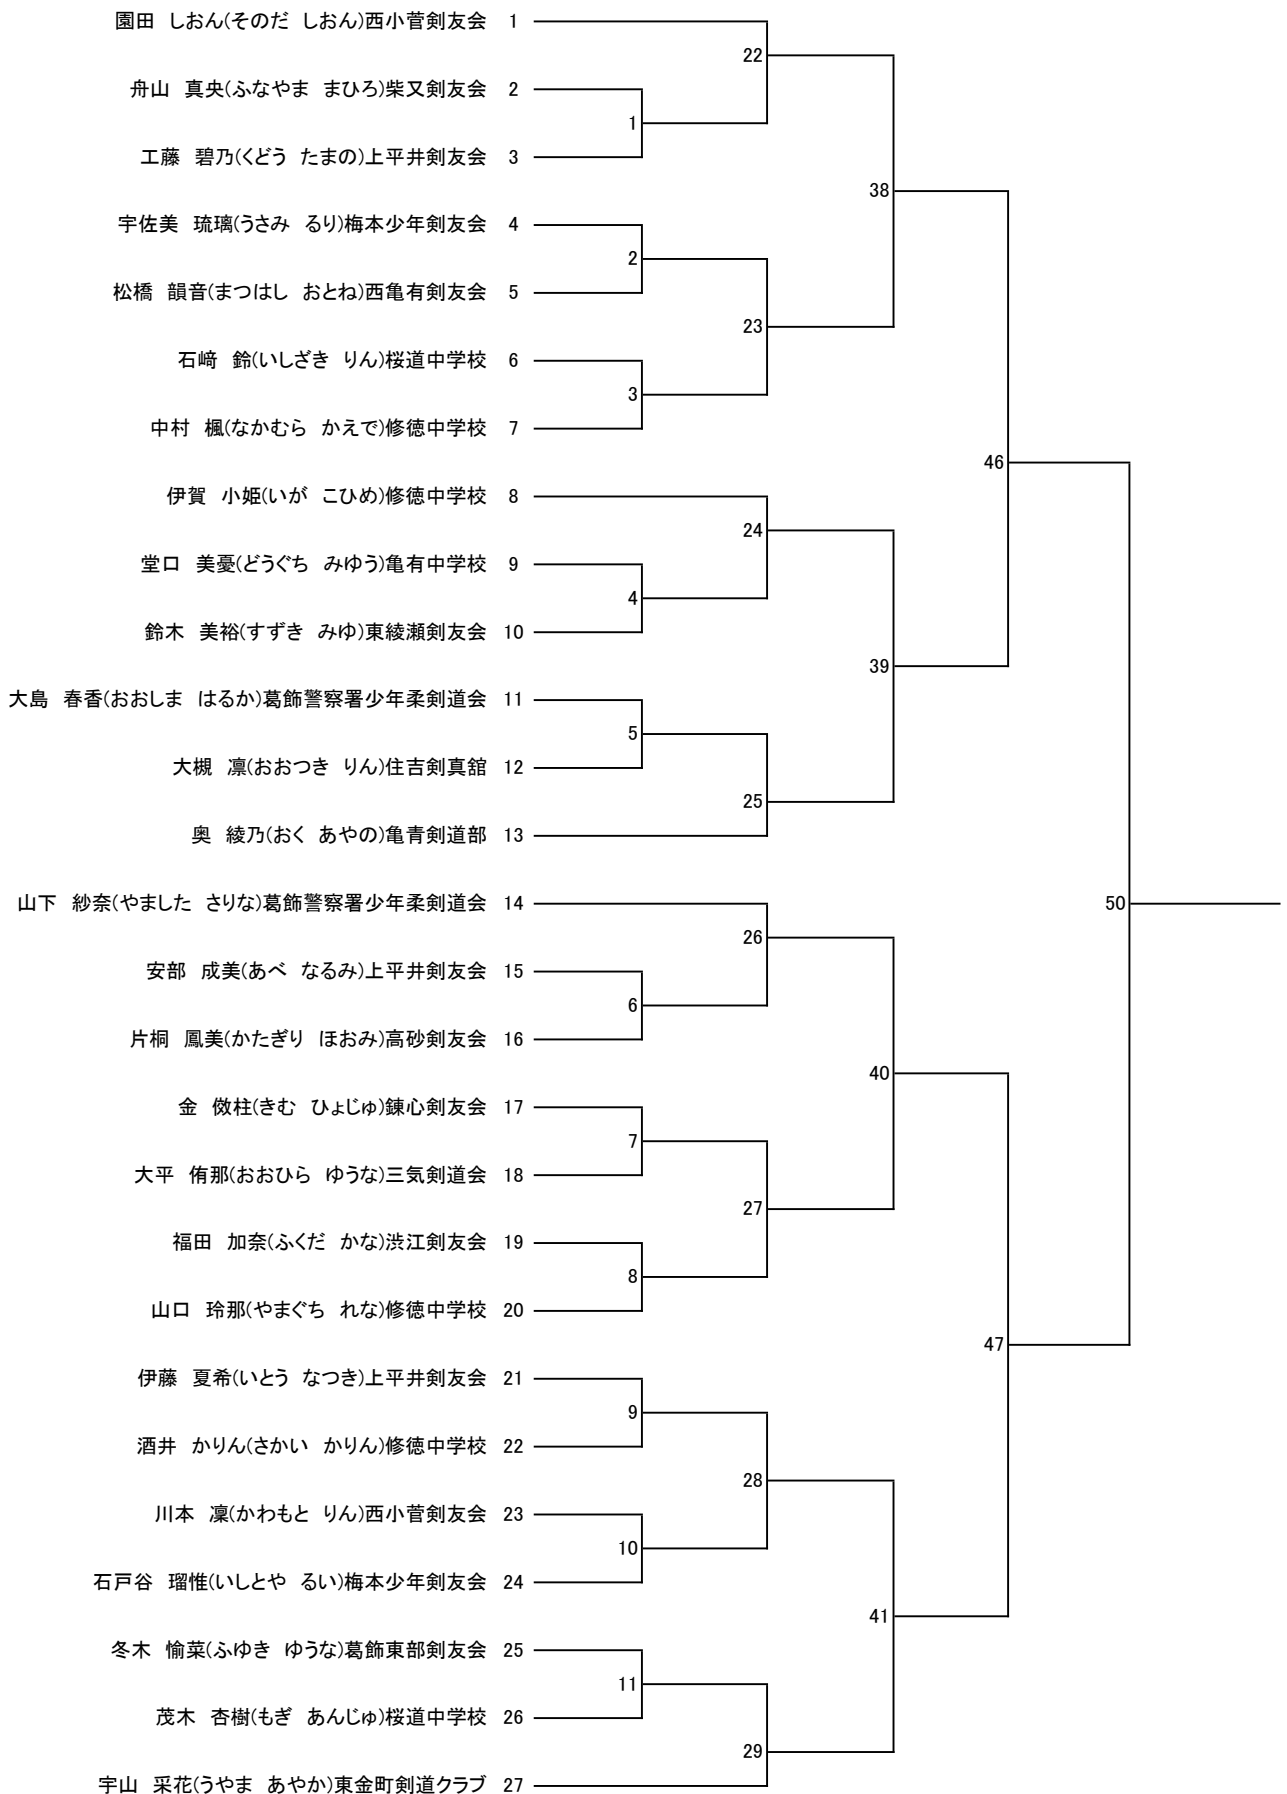 園田 しおん(そのだ しおん)西小菅剣友会 1
22
舟山 真央(ふなやま まひろ)柴又剣友会 2
1
工藤 碧乃(くどう たまの)上平井剣友会 3
38
宇佐美 琉璃(うさみ るり)梅本少年剣友会 4
2
松橋 韻音(まつはし おとね)西亀有剣友会 5
23
石﨑 鈴(いしざき りん)桜道中学校 6
3
中村 楓(なかむら かえで)修徳中学校 7
46
伊賀 小姫(いが こひめ)修徳中学校 8
24
堂口 美憂(どうぐち みゆう)亀有中学校 9
4
鈴木 美裕(すずき みゆ)東綾瀬剣友会 10
39
大島 春香(おおしま はるか)葛飾警察署少年柔剣道会 11
5
大槻 凛(おおつき りん)住吉剣真舘 12
25
奥 綾乃(おく あやの)亀青剣道部 13
山下 紗奈(やました さりな)葛飾警察署少年柔剣道会 14
50
26
安部 成美(あべ なるみ)上平井剣友会 15
6
片桐 鳳美(かたぎり ほおみ)高砂剣友会 16
40
金 傚柱(きむ ひょじゅ)錬心剣友会 17
7
大平 侑那(おおひら ゆうな)三気剣道会 18
27
福田 加奈(ふくだ かな)渋江剣友会 19
8
山口 玲那(やまぐち れな)修徳中学校 20
47
伊藤 夏希(いとう なつき)上平井剣友会 21
9
酒井 かりん(さかい かりん)修徳中学校 22
28
川本 凜(かわもと りん)西小菅剣友会 23
10
石戸谷 瑠惟(いしとや るい)梅本少年剣友会 24
41
冬木 愉菜(ふゆき ゆうな)葛飾東部剣友会 25
11
茂木 杏樹(もぎ あんじゅ)桜道中学校 26
29
宇山 采花(うやま あやか)東金町剣道クラブ 27